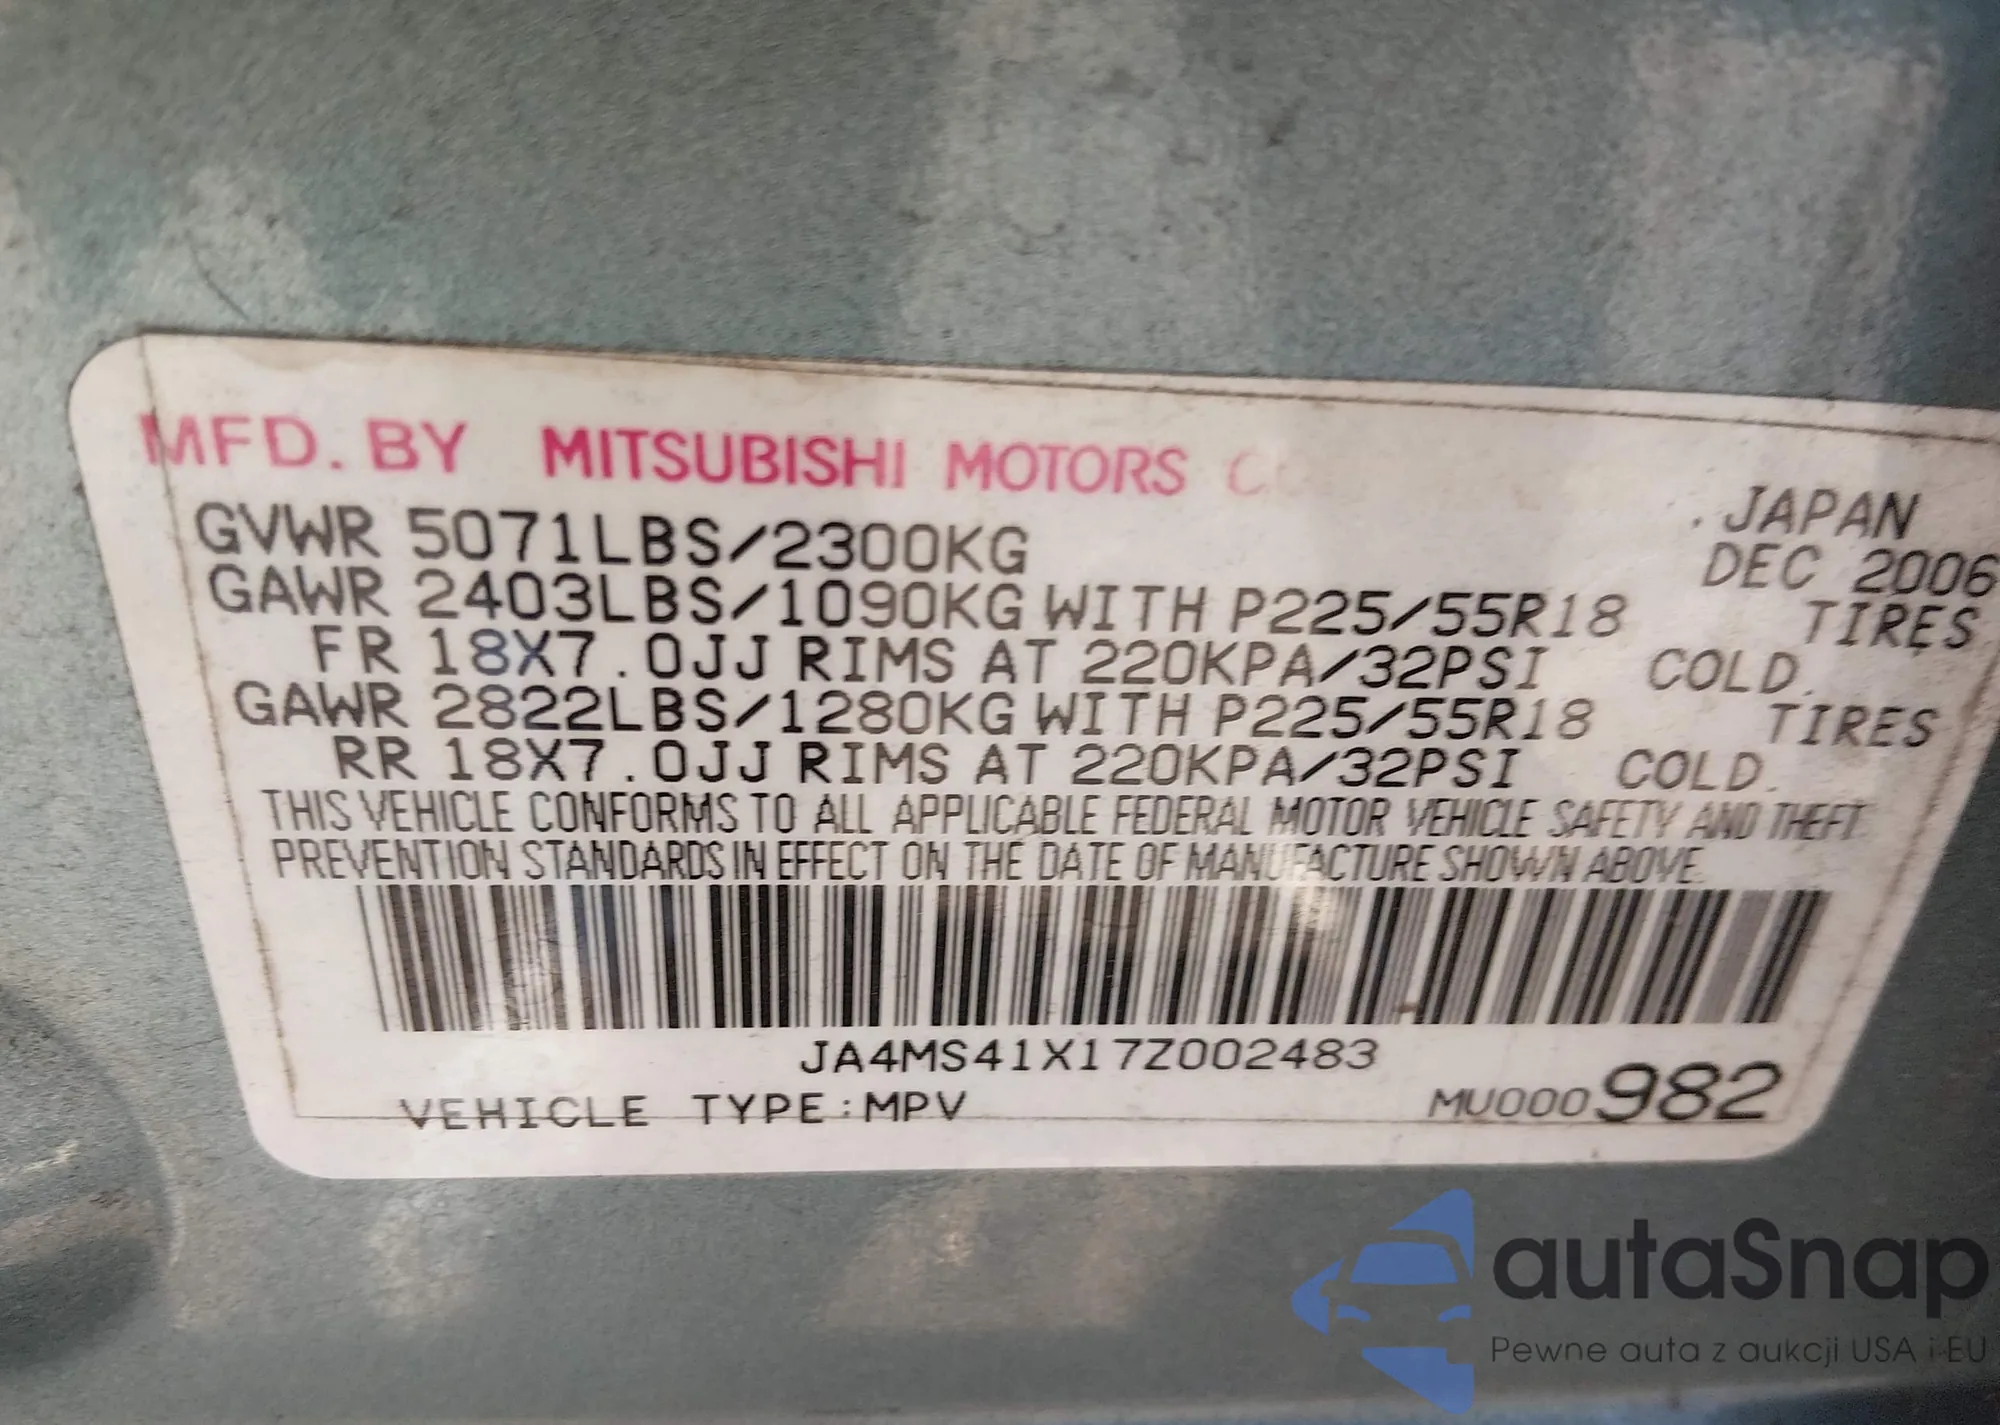 MFD. BY MITSUBISHI MOTORS
. JAPAN
GVWR 5071LBS/2300KG DEC 2006
GAWR 2403LBS/1090KG WITH P225/55R18 TIRES
FR 18X7.0JJ RIMS AT 220KPA/32PSI COLD.
GAWR 2822LBS/1280KG WITH P225/55R18 TIRES
RR 18X7.0JJ RIMS AT 220KPA/32PSI COLD.
THIS VEHICLE CONFORMS TO ALL APPLICABLE FEDERAL MOTOR VEHICLE SAFETY AND THEFT
PREVENTION STANDARDS IN EFFECT ON THE DATE OF MANUFACTURE SHOWN ABOVE.
JA4MS41X17Z002483
VEHICLE TYPE:MPV MU000982
autaSnap
Pewne auta z aukcji USA i EU